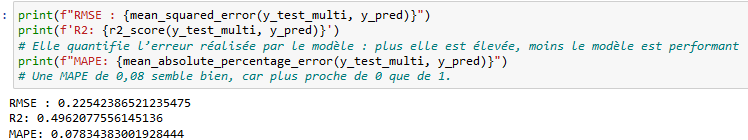 : print(f"RMSE : {mean_squared_error(y_test_multi, y_pred)}")
print(f'R2: {r2_score(y_test_multi, y_pred)}')
# Elle quantifie l’erreur réalisée par le modèle : plus elle est élevée, moins le modèle est performant
print(f"MAPE: {mean_absolute_percentage_error(y_test_multi, y_pred)}")
# Une MAPE de 0,08 semble bien, car plus proche de 0 que de 1.
RMSE : 0.22542386521235475
R2: 0.4962077556145136
MAPE: 0.07834383001928444